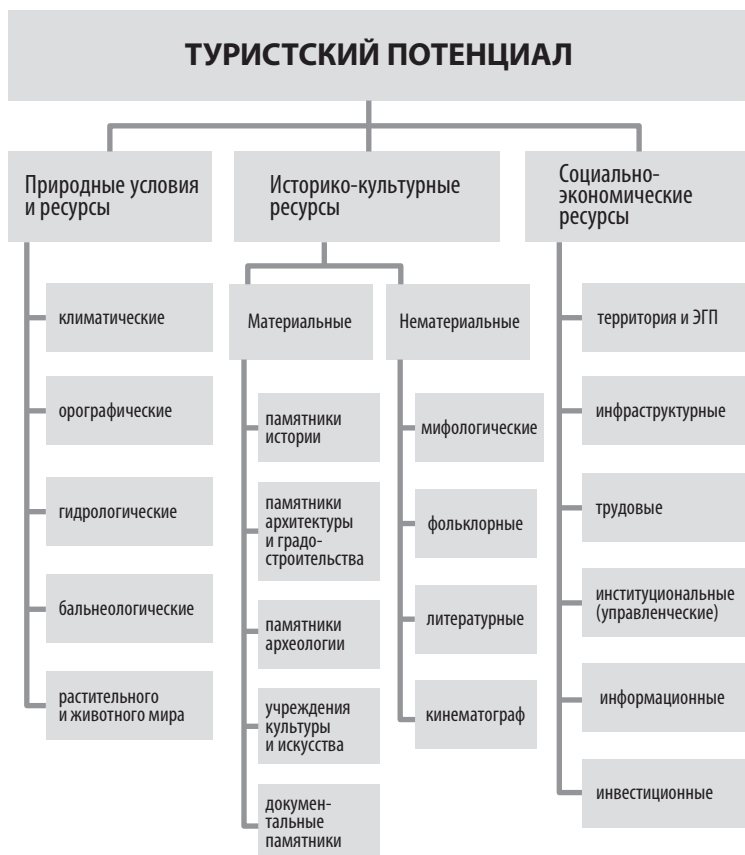 ТУРИСТСКИЙ ПОТЕНЦИАЛ
Природные условия
и ресурсы
климатические
орографические
гидрологические
бальнеологические
растительного
и животного мира
Историко-культурные
ресурсы
Материальные
памятники
истории
памятники
архитектуры
и градо-
строительства
памятники
археологии
учреждения
культуры
и искусства
докумен-
тальные
памятники
Нематериальные
мифологические
фольклорные
литературные
кинематограф
Социально-
экономические
ресурсы
территория и ЭГП
инфраструктурные
трудовые
институциональные
(управленческие)
информационные
инвестиционные